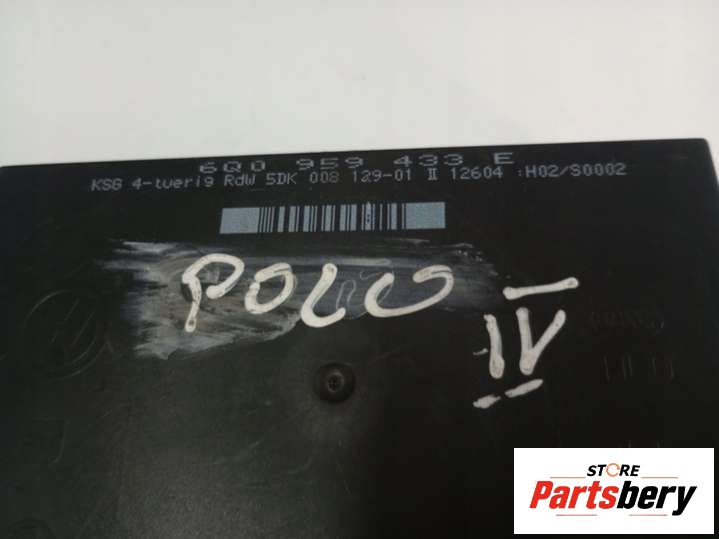 6Q0 959 433 E
KSG 4-tuerig RdW 5DK 008 129-01 II 12604 :H02/S0002
POLO
IV
STORE
Partsbery